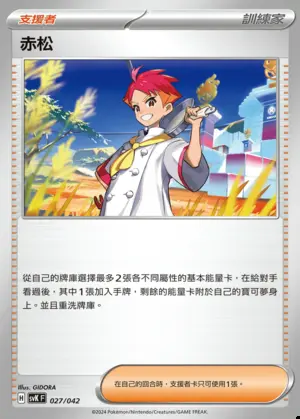 支援者 訓練家
赤松
從自己的牌庫選擇最多2張各不同屬性的基本能量卡，在給對手
看過後，其中1張加入手牌，剩餘的能量卡附於自己的寶可夢身
上。並且重洗牌庫。
Illus. GIDORA
H svK F 027/042
在自己的回合時，支援者卡只可使用1張。
©2024 Pokémon/Nintendo/Creatures/GAME FREAK.